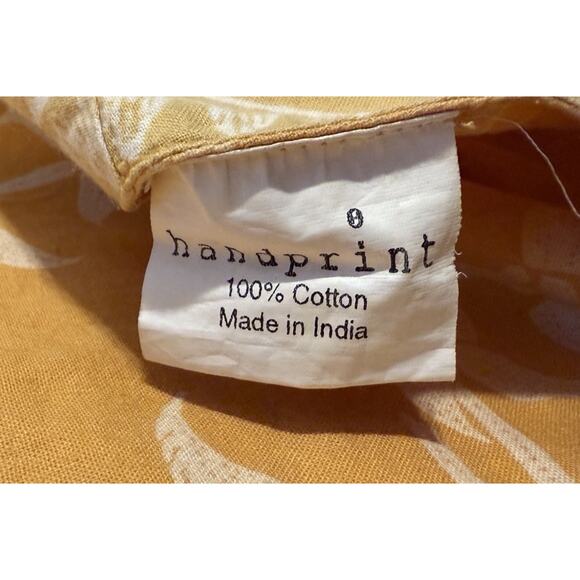 handprint
100% Cotton
Made in India